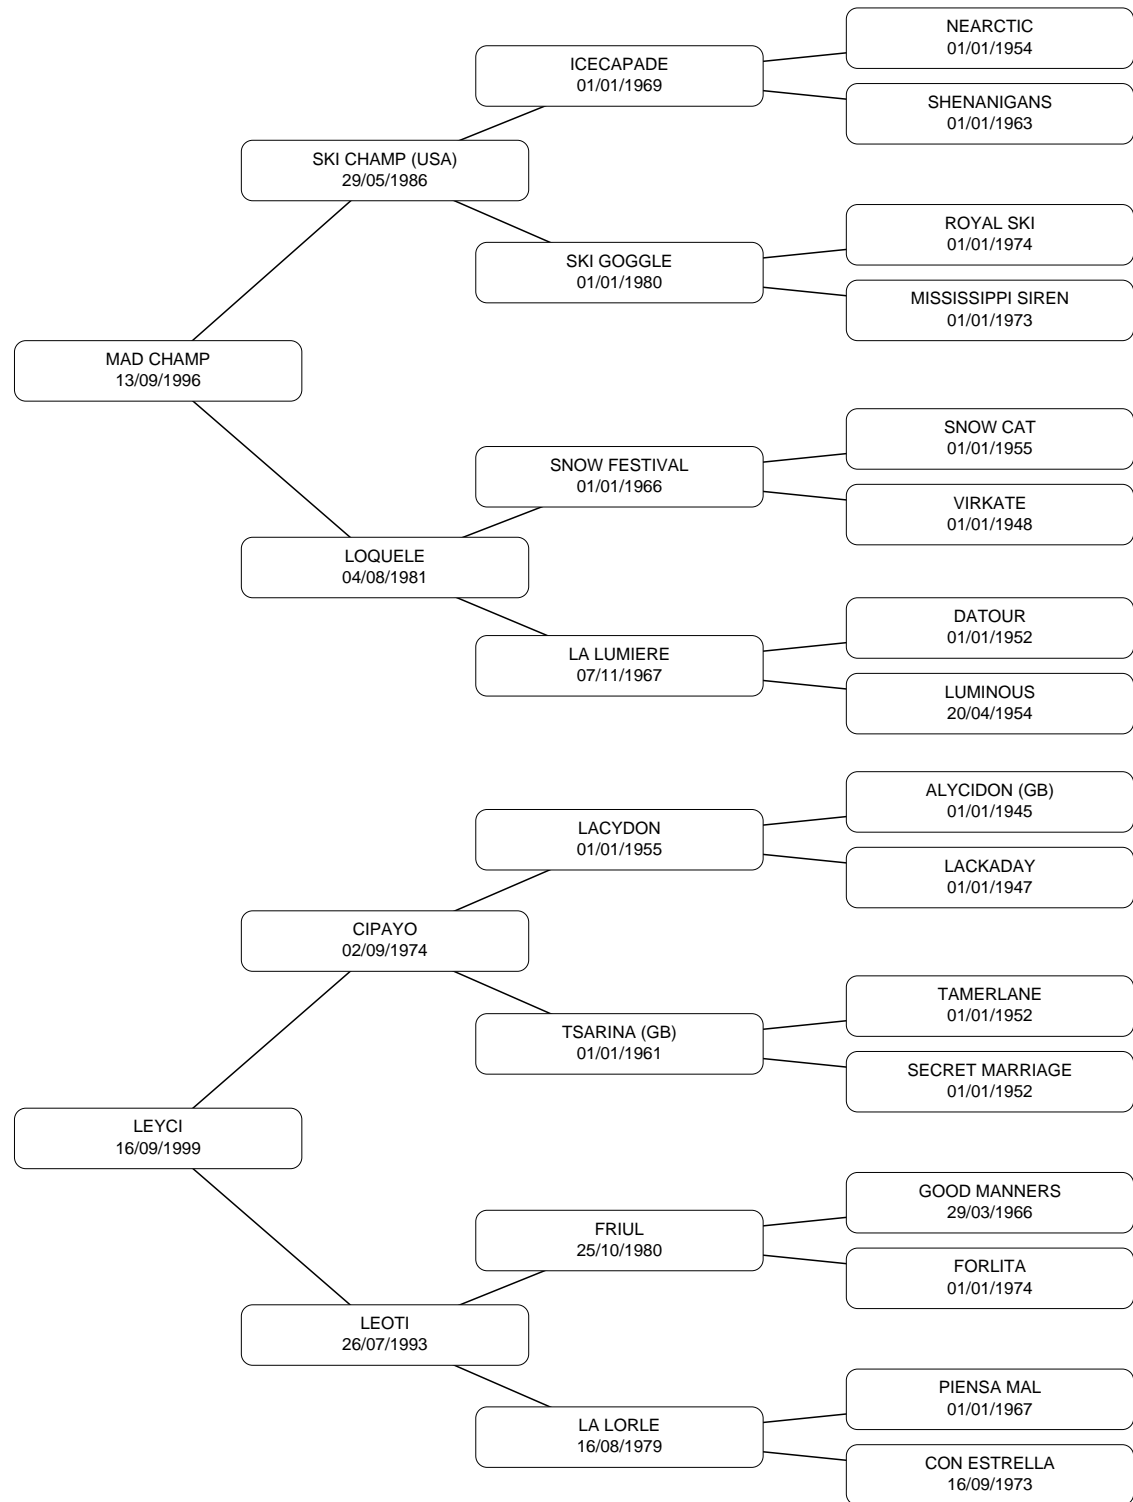 NEARCTIC
01/01/1954
ICECAPADE
01/01/1969
SHENANIGANS
01/01/1963
SKI CHAMP (USA)
29/05/1986
ROYAL SKI
01/01/1974
SKI GOGGLE
01/01/1980
MISSISSIPPI SIREN
01/01/1973
MAD CHAMP
13/09/1996
SNOW CAT
01/01/1955
SNOW FESTIVAL
01/01/1966
VIRKATE
01/01/1948
LOQUELE
04/08/1981
DATOUR
01/01/1952
LA LUMIERE
07/11/1967
LUMINOUS
20/04/1954
ALYCIDON (GB)
01/01/1945
LACYDON
01/01/1955
LACKADAY
01/01/1947
CIPAYO
02/09/1974
TAMERLANE
01/01/1952
TSARINA (GB)
01/01/1961
SECRET MARRIAGE
01/01/1952
LEYCI
16/09/1999
GOOD MANNERS
29/03/1966
FRIUL
25/10/1980
FORLITA
01/01/1974
LEOTI
26/07/1993
PIENSA MAL
01/01/1967
LA LORLE
16/08/1979
CON ESTRELLA
16/09/1973